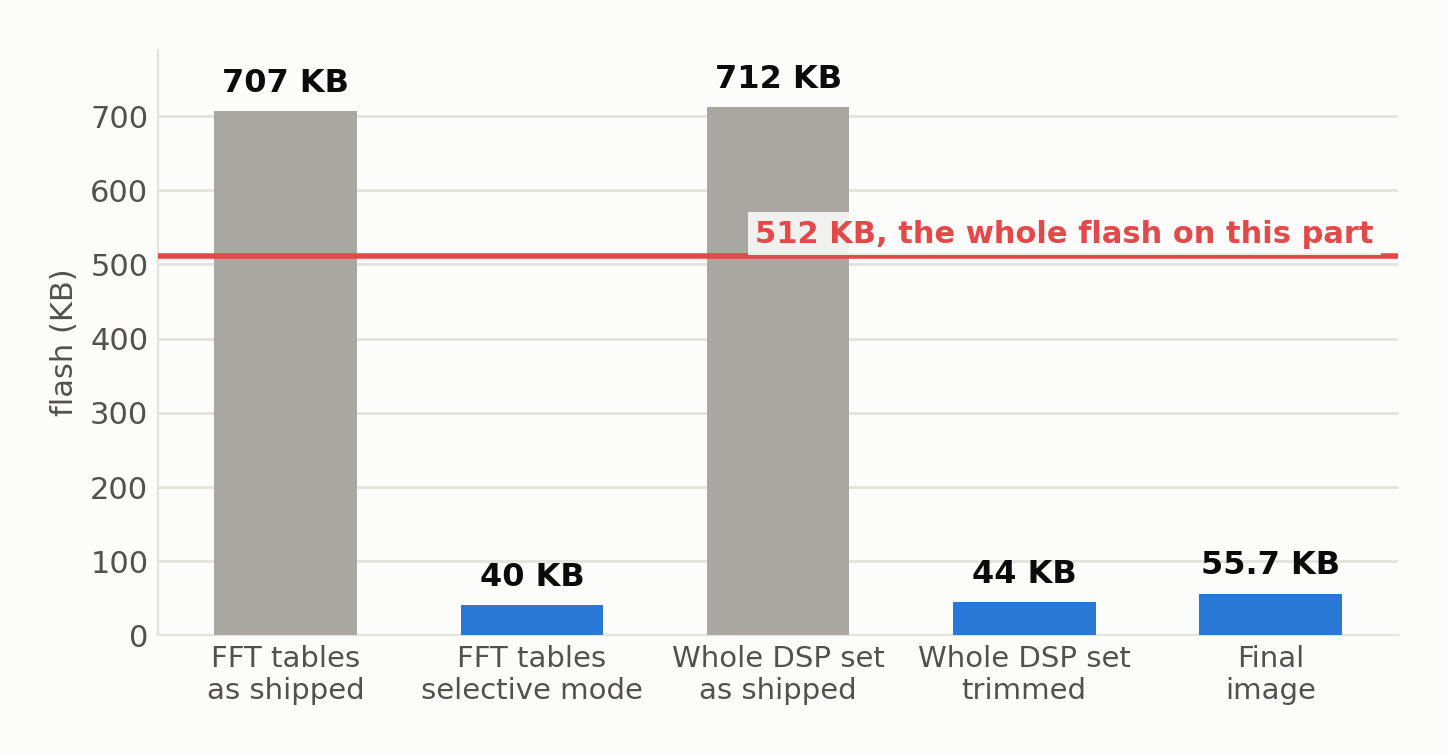 707 KB
712 KB
700
600
512 KB, the whole flash on this part
500
400
300
200
100
0
flash (KB)
40 KB
44 KB
55.7 KB
FFT tables
as shipped
FFT tables
selective mode
Whole DSP set
as shipped
Whole DSP set
trimmed
Final
image